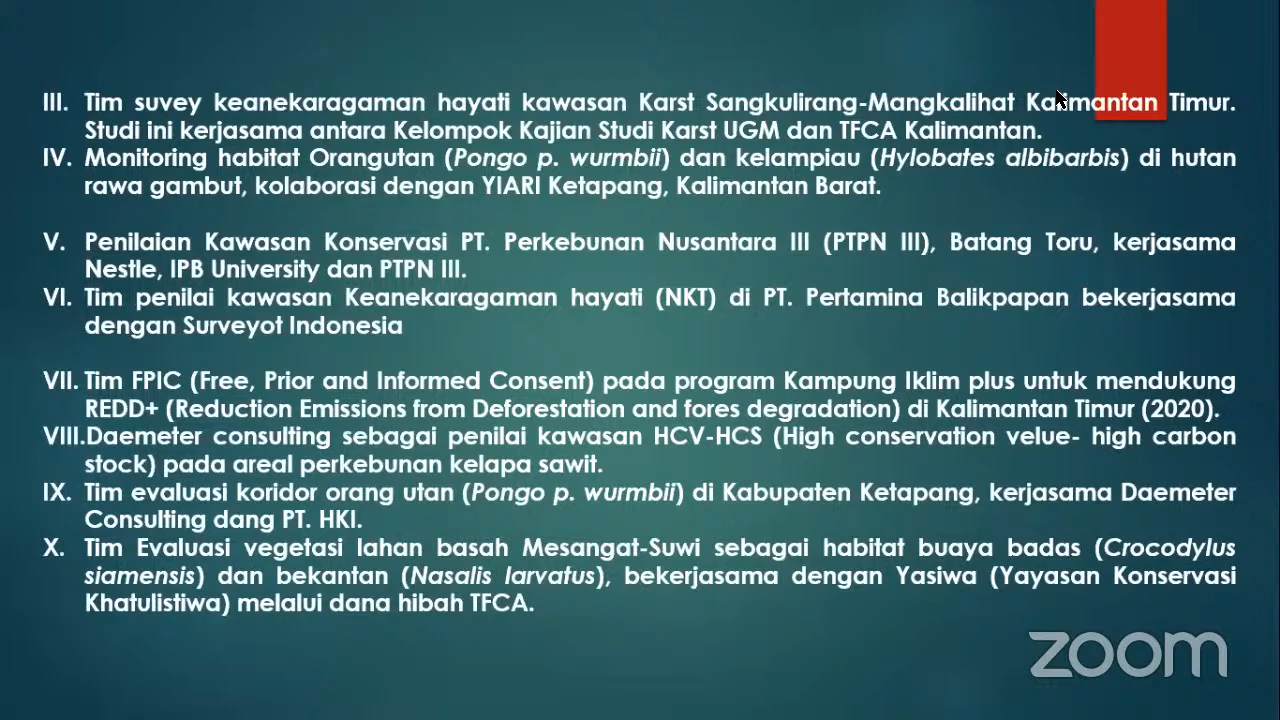 III. Tim suvey keanekaragaman hayati kawasan Karst Sangkulirang-Mangkalihat Kalimantan Timur.
Studi ini kerjasama antara Kelompok Kajian Studi Karst UGM dan TFCA Kalimantan.
IV. Monitoring habitat Orangutan (Pongo p. wurmbii) dan kelampiau (Hylobates albibarbis) di hutan
rawa gambut, kolaborasi dengan YIARI Ketapang, Kalimantan Barat.
V. Penilaian Kawasan Konservasi PT. Perkebunan Nusantara III (PTPN III), Batang Toru, kerjasama
Nestle, IPB University dan PTPN III.
VI. Tim penilai kawasan Keanekaragaman hayati (NKT) di PT. Pertamina Balikpapan bekerjasama
dengan Surveyot Indonesia
VII. Tim FPIC (Free, Prior and Informed Consent) pada program Kampung Iklim plus untuk mendukung
REDD+ (Reduction Emissions from Deforestation and fores degradation) di Kalimantan Timur (2020).
VIII.Daemeter consulting sebagai penilai kawasan HCV-HCS (High conservation velue- high carbon
stock) pada areal perkebunan kelapa sawit.
IX. Tim evaluasi koridor orang utan (Pongo p. wurmbii) di Kabupaten Ketapang, kerjasama Daemeter
Consulting dang PT. HKI.
X. Tim Evaluasi vegetasi lahan basah Mesangat-Suwi sebagai habitat buaya badas (Crocodylus
siamensis) dan bekantan (Nasalis larvatus), bekerjasama dengan Yasiwa (Yayasan Konservasi
Khatulistiwa) melalui dana hibah TFCA.
zoom